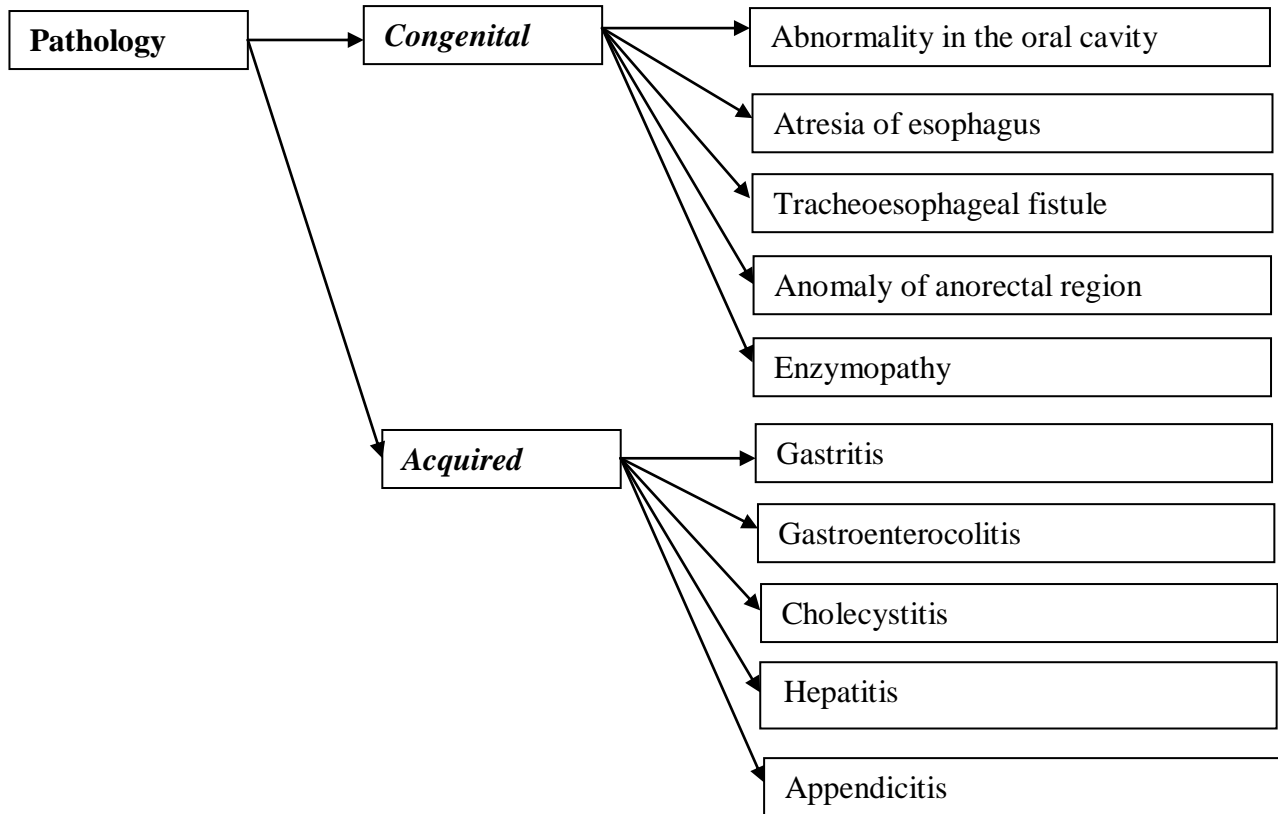 Pathology
Congenital
Abnormality in the oral cavity
Atresia of esophagus
Tracheoesophageal fistule
Anomaly of anorectal region
Enzymopathy
Acquired
Gastritis
Gastroenterocolitis
Cholecystitis
Hepatitis
Appendicitis